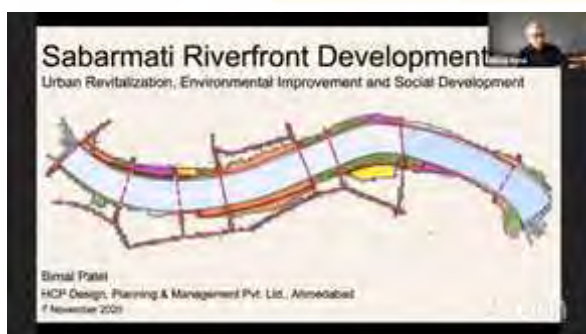 Sabarmati Riverfront Development
Urban Revitalization, Environmental Improvement and Social Development
Bimal Patel
HCP Design, Planning & Management Pvt. Ltd., Ahmedabad
7 November 2020